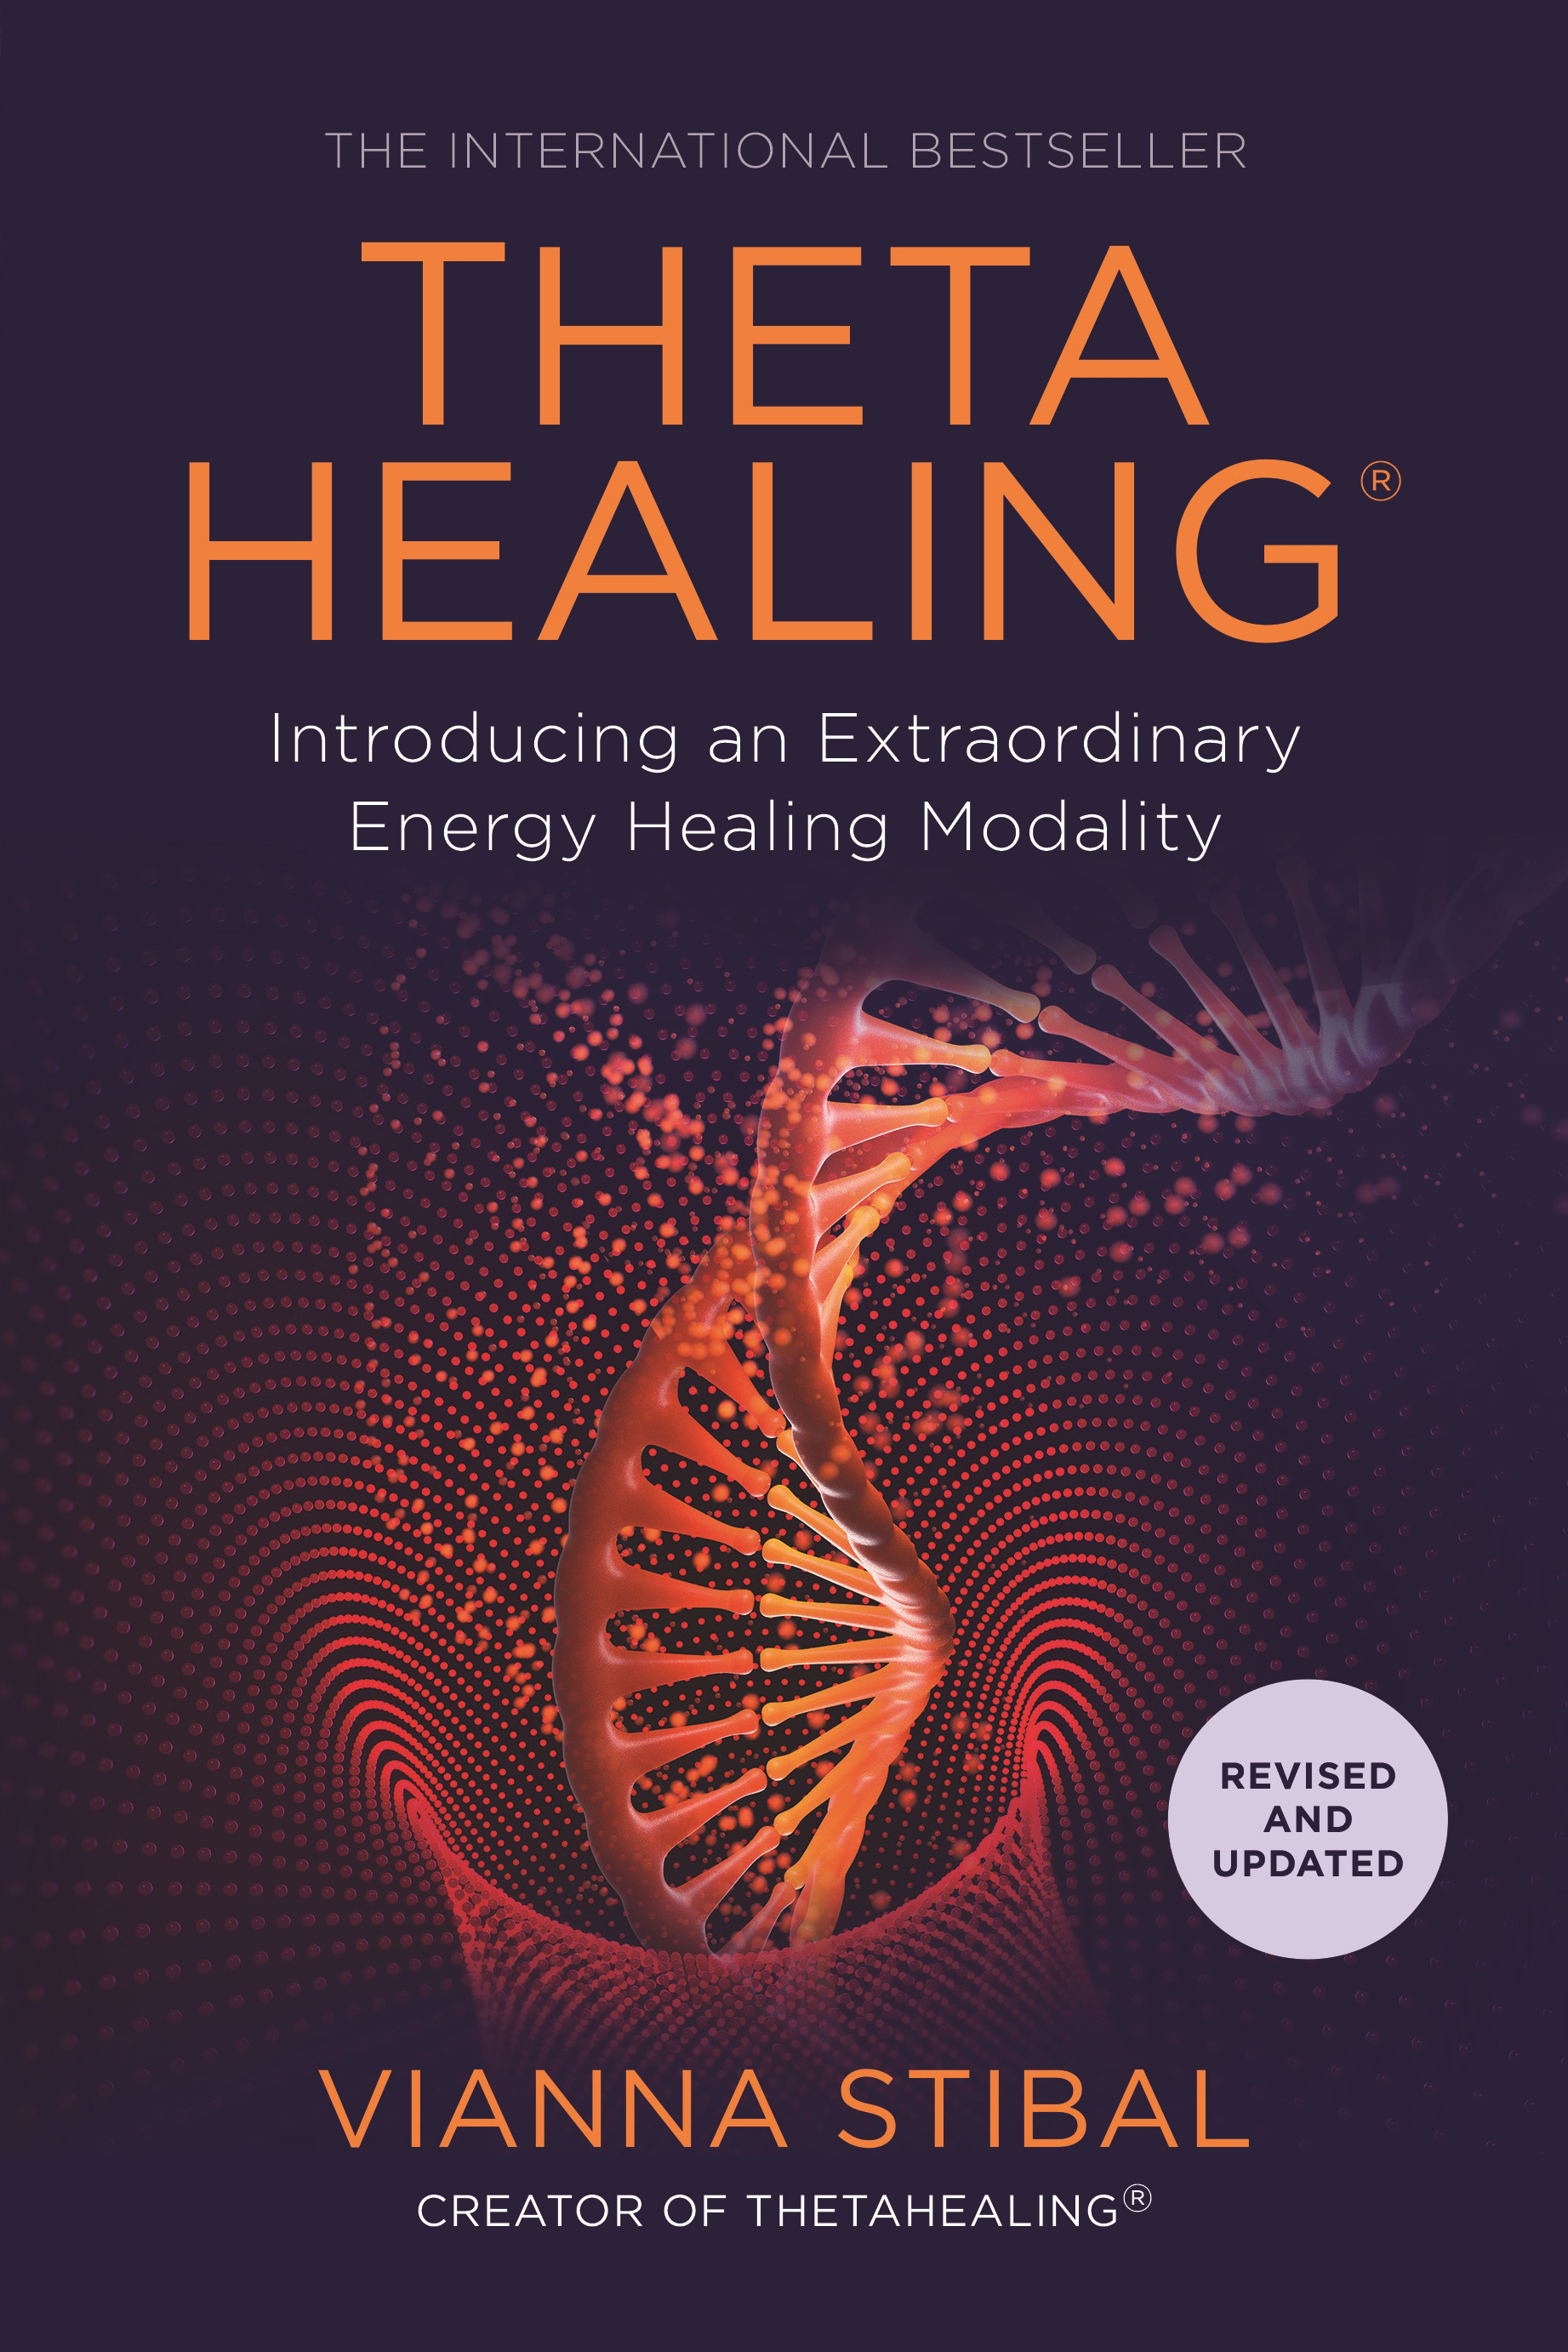 THE INTERNATIONAL BESTSELLER
THETA
HEALING®
Introducing an Extraordinary
Energy Healing Modality
REVISED
AND
UPDATED
VIANNA STIBAL
CREATOR OF THETAHEALING®